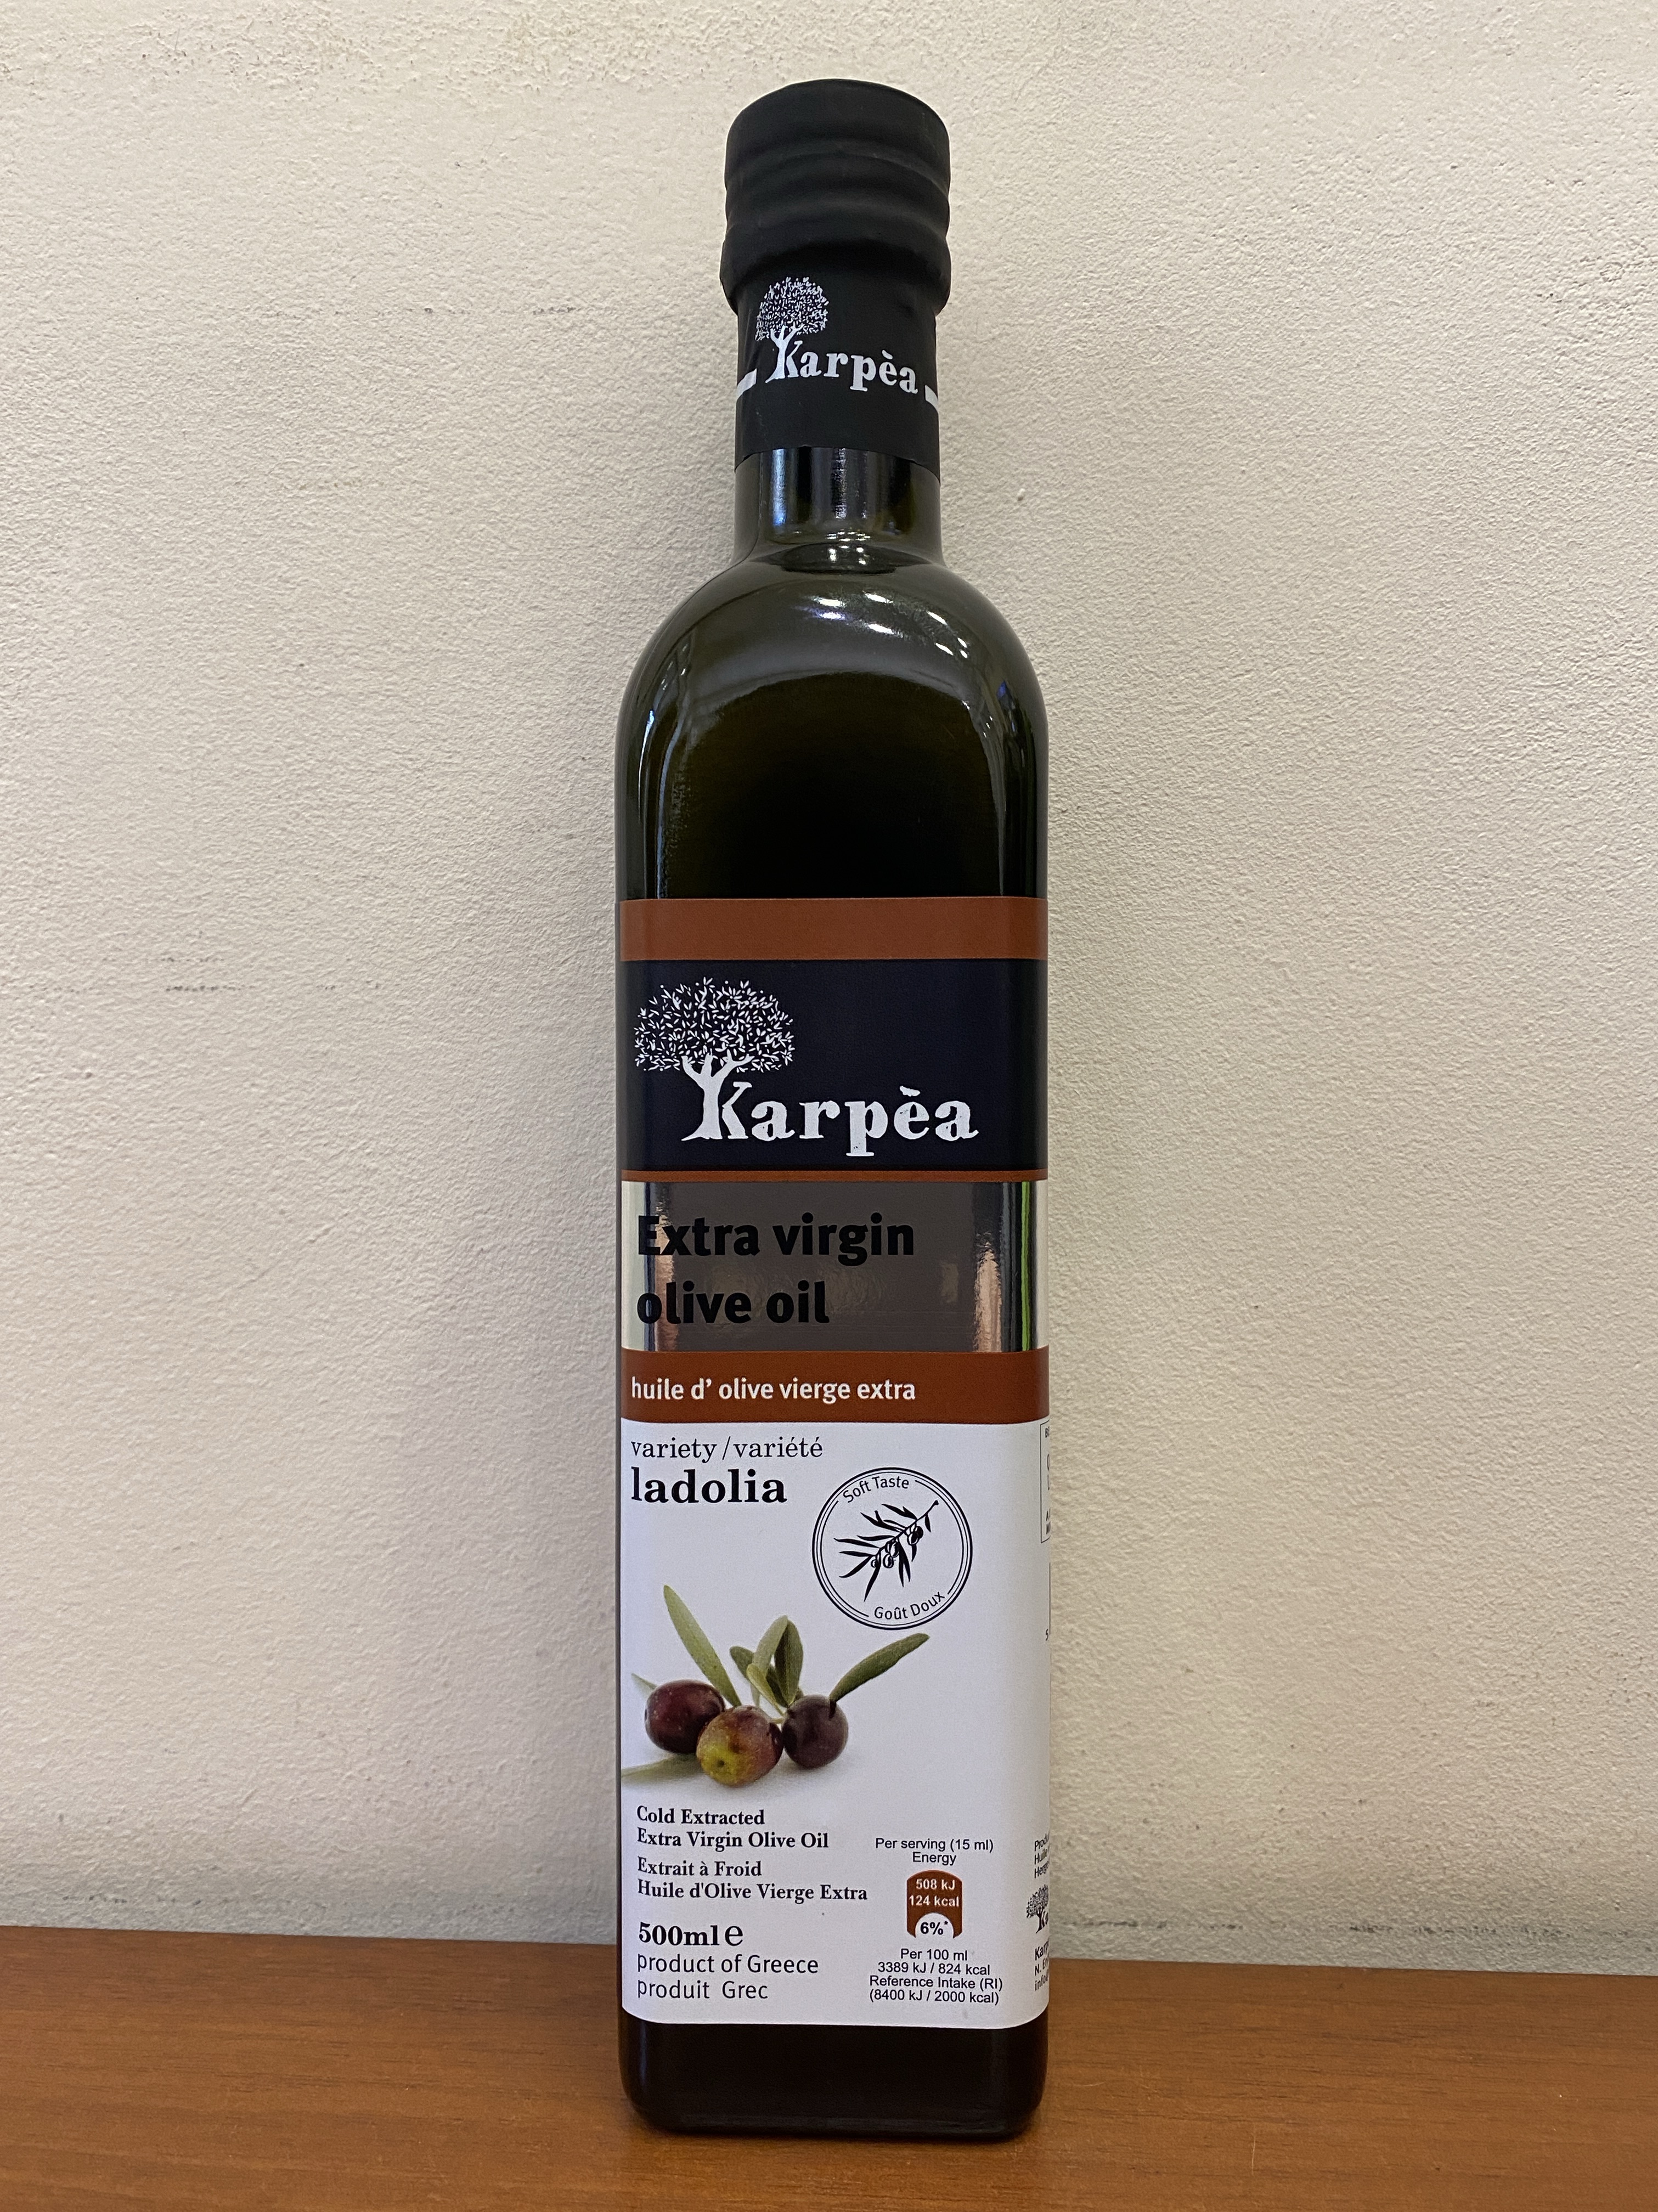 Karpèa
Karpèa
Extra virgin
olive oil
huile d' olive vierge extra
variety/variété
ladolia
Soft Taste
Goût Doux
Cold Extracted
Extra Virgin Olive Oil
Extrait à Froid
Huile d'Olive Vierge Extra
500ml e
product of Greece
produit Grec
Per serving (15 ml)
Energy
508 kJ
124 kcal
6%*
Per 100 ml
3389 kJ / 824 kcal
Reference Intake (RI)
(8400 kJ / 2000 kcal)